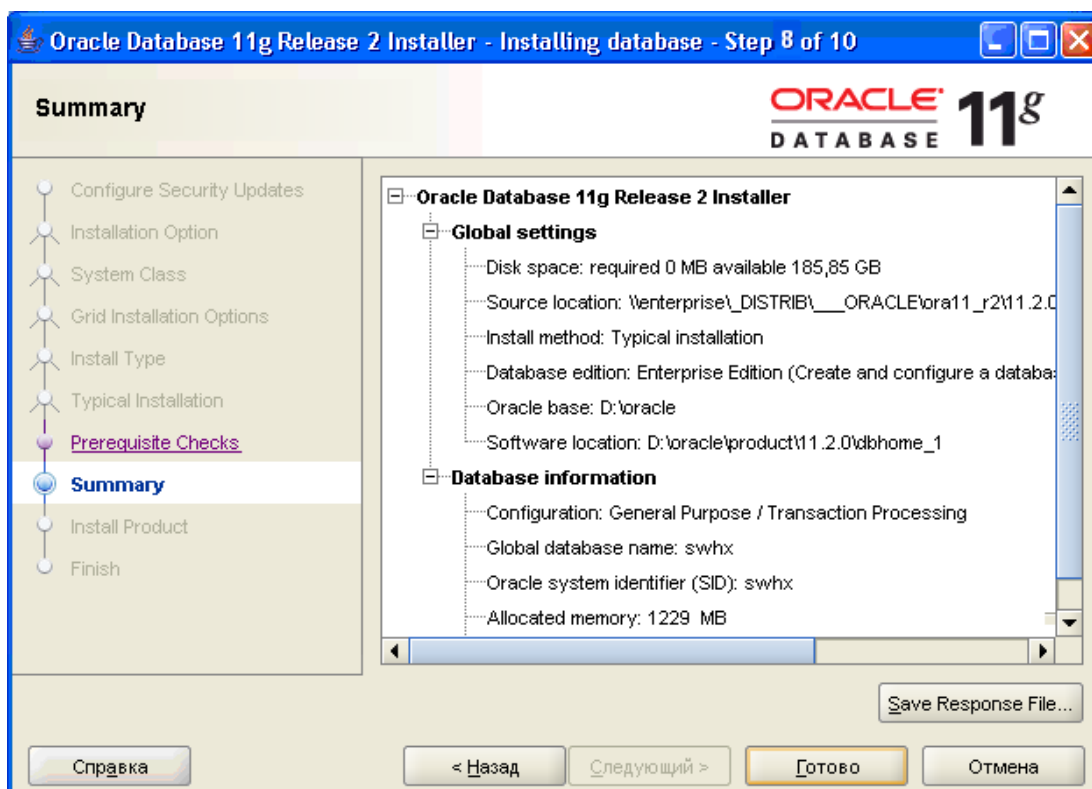 Oracle Database 11g Release 2 Installer - Installing database - Step 8 of 10
Summary
ORACLE 11g
DATABASE
Configure Security Updates
Installation Option
System Class
Grid Installation Options
Install Type
Typical Installation
Prerequisite Checks
Summary
Install Product
Finish
Oracle Database 11g Release 2 Installer
Global settings
Disk space: required 0 MB available 185,85 GB
Source location: \\enterprise\_DISTRIB\___ORACLE\ora11_r2\11.2.0
Install method: Typical installation
Database edition: Enterprise Edition (Create and configure a databa
Oracle base: D:\oracle
Software location: D:\oracle\product\11.2.0\dbhome_1
Database information
Configuration: General Purpose / Transaction Processing
Global database name: swhx
Oracle system identifier (SID): swhx
Allocated memory: 1229 MB
Save Response File...
Справка
< Назад
Следующий >
Готово
Отмена